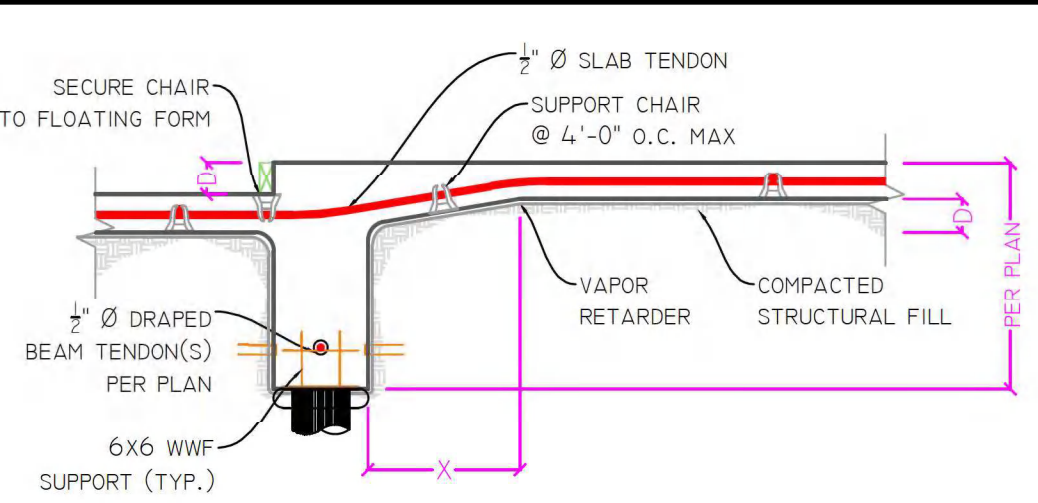 ½" Ø SLAB TENDON
SECURE CHAIR
TO FLOATING FORM
SUPPORT CHAIR
@ 4'-0" O.C. MAX
D
D
VAPOR
RETARDER
COMPACTED
STRUCTURAL FILL
PER PLAN
½" Ø DRAPED
BEAM TENDON(S)
PER PLAN
6X6 WWF
SUPPORT (TYP.)
X